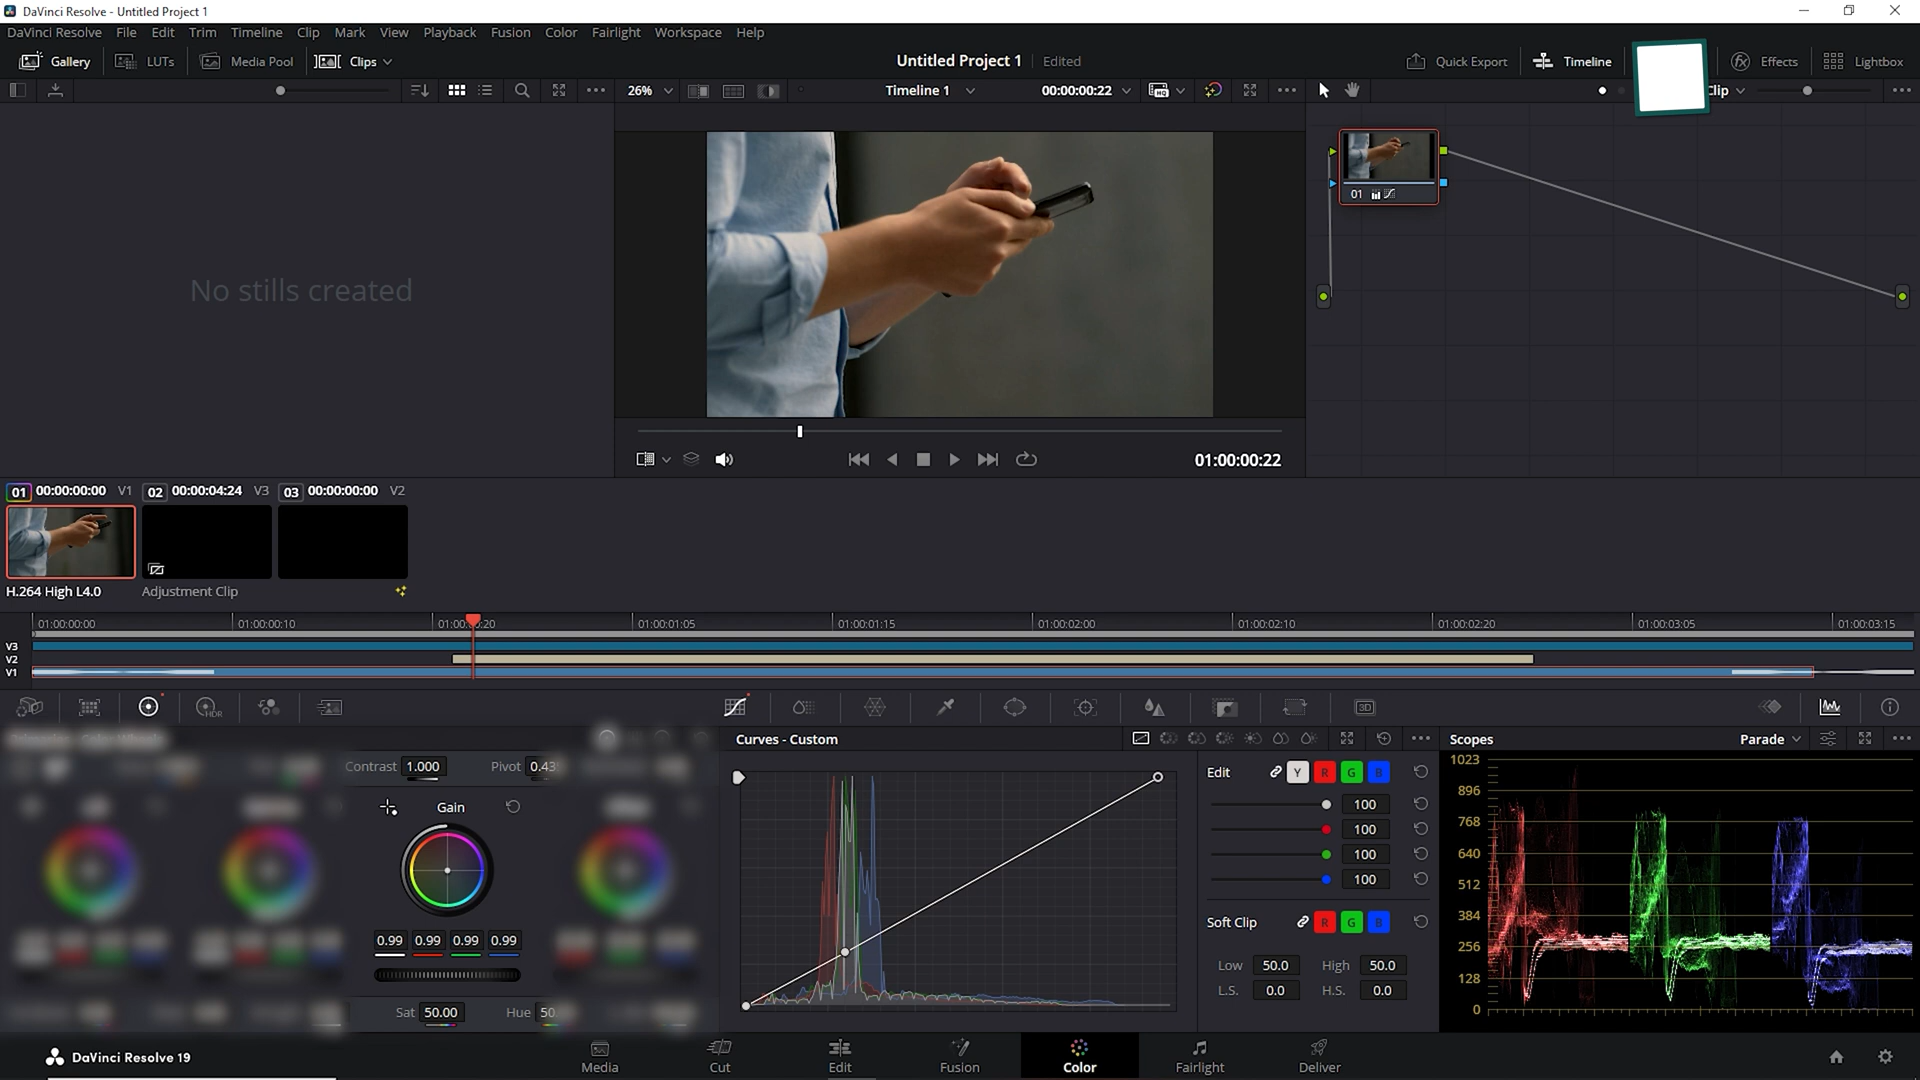 DaVinci Resolve - Untitled Project 1
DaVinci Resolve File Edit Trim Timeline Clip Mark View Playback Fusion Color Fairlight Workspace Help
Gallery LUTs Media Pool Clips Untitled Project 1 Edited Quick Export Timeline Effects Lightbox
26% Timeline 1 00:00:00:22 Clip
No stills created
01
01:00:00:22
01 00:00:00:00 V1 02 00:00:04:24 V3 03 00:00:00:00 V2
H.264 High L4.0 Adjustment Clip
01:00:00:00 01:00:00:10 01:00:00:20 01:00:01:05 01:00:01:15 01:00:02:00 01:00:02:10 01:00:02:20 01:00:03:05 01:00:03:15
V3
V2
V1
HDR 3D
Curves - Custom Scopes Parade
Contrast 1.000 Pivot 0.43
Gain
0.99 0.99 0.99 0.99
Sat 50.00 Hue 50
Edit Y R G B
100
100
100
100
Soft Clip R G B
Low 50.0 High 50.0
L.S. 0.0 H.S. 0.0
1023
896
768
640
512
384
256
128
0
DaVinci Resolve 19 Media Cut Edit Fusion Color Fairlight Deliver